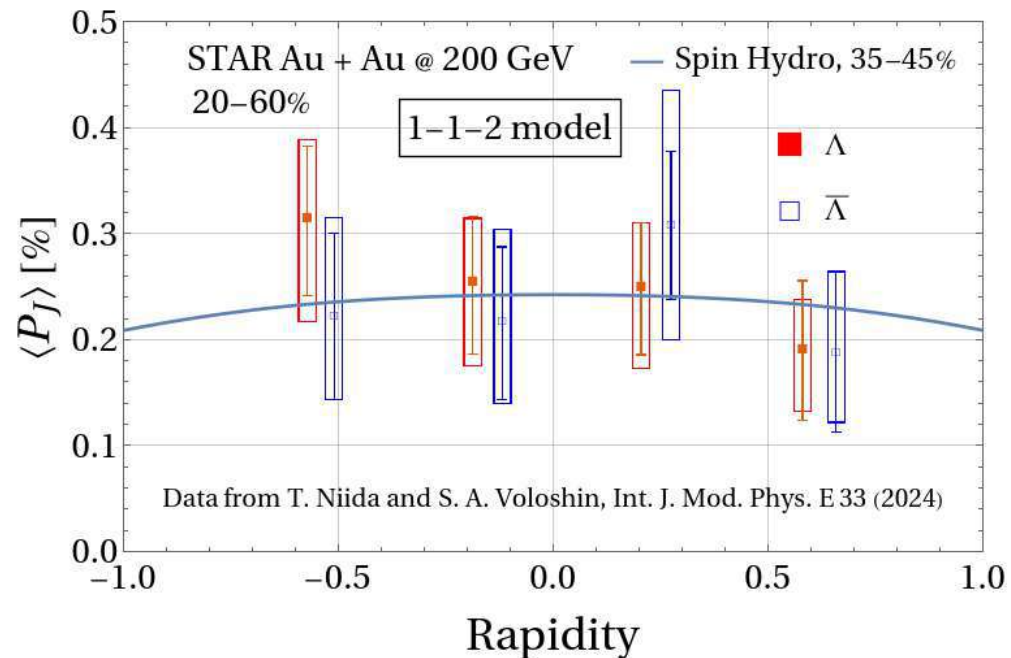 0.5
STAR Au + Au @ 200 GeV
Spin Hydro, 35–45%
20–60%
0.4
1–1–2 model
Λ
Λ̅
0.3
⟨P_J⟩ [%]
0.2
0.1
Data from T. Niida and S. A. Voloshin, Int. J. Mod. Phys. E 33 (2024)
0.0
−1.0 −0.5 0.0 0.5 1.0
Rapidity